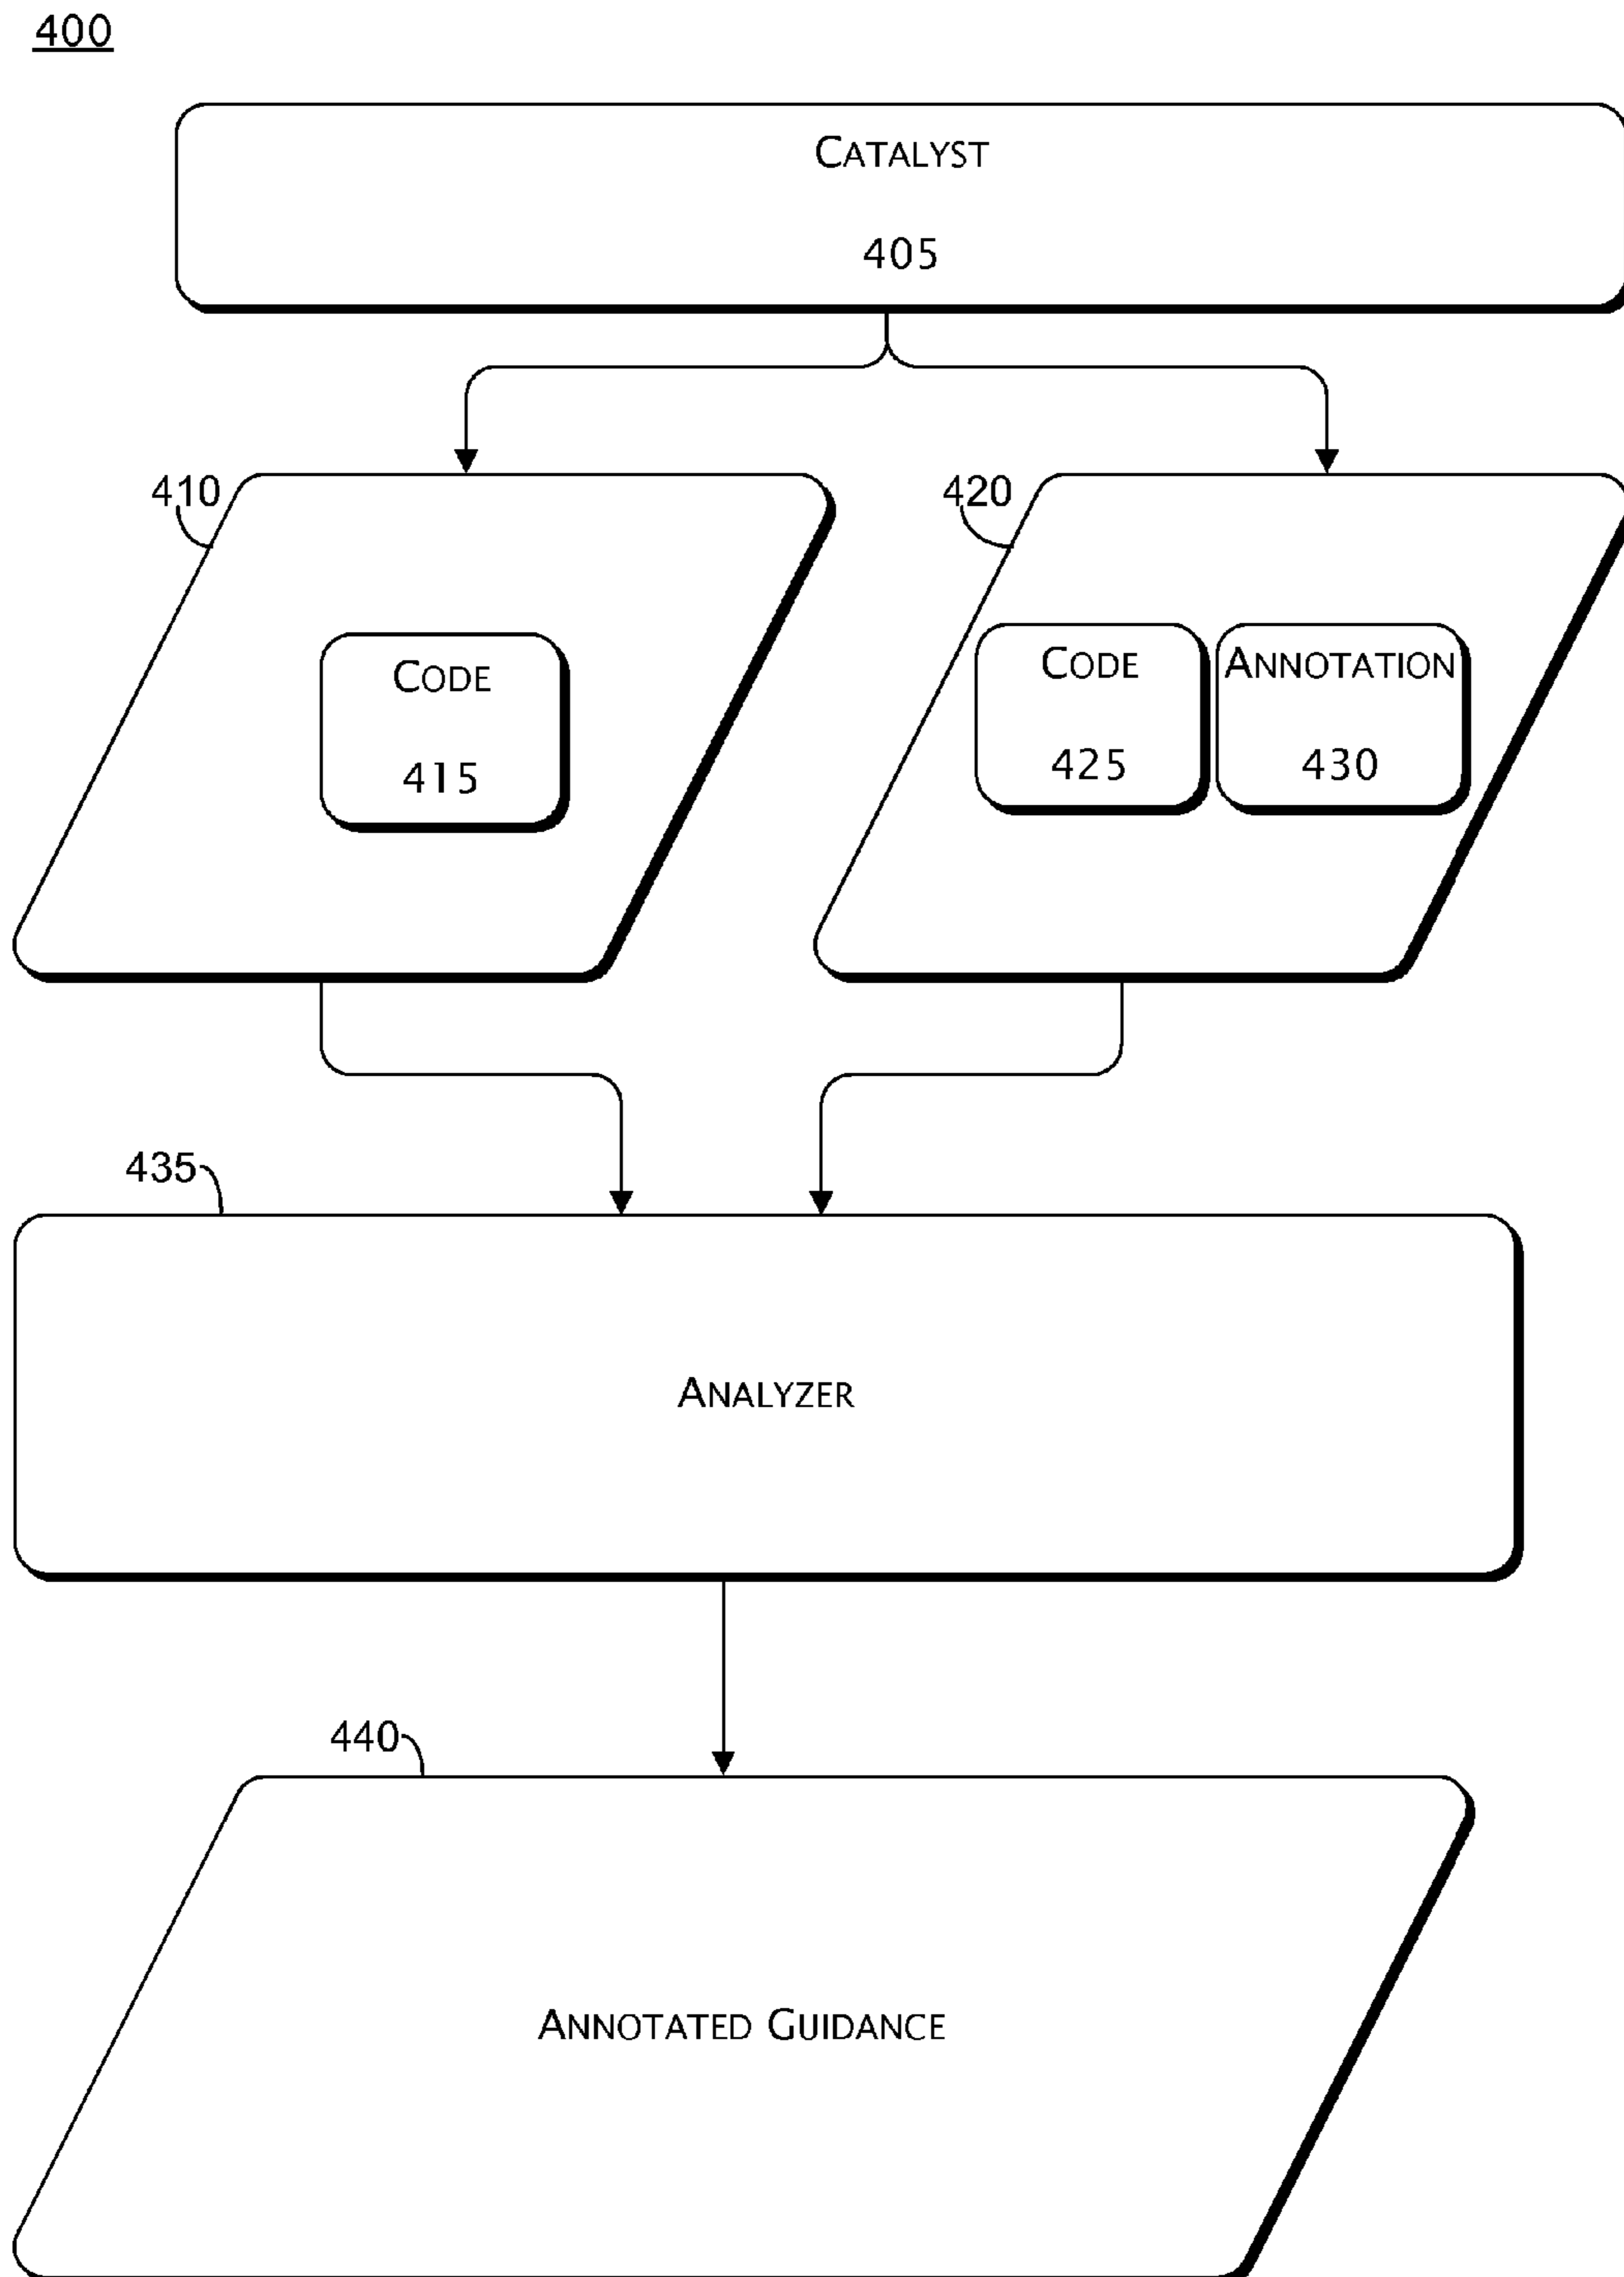 400
CATALYST
405
410
420
CODE
415
CODE
425
ANNOTATION
430
435
ANALYZER
440
ANNOTATED GUIDANCE